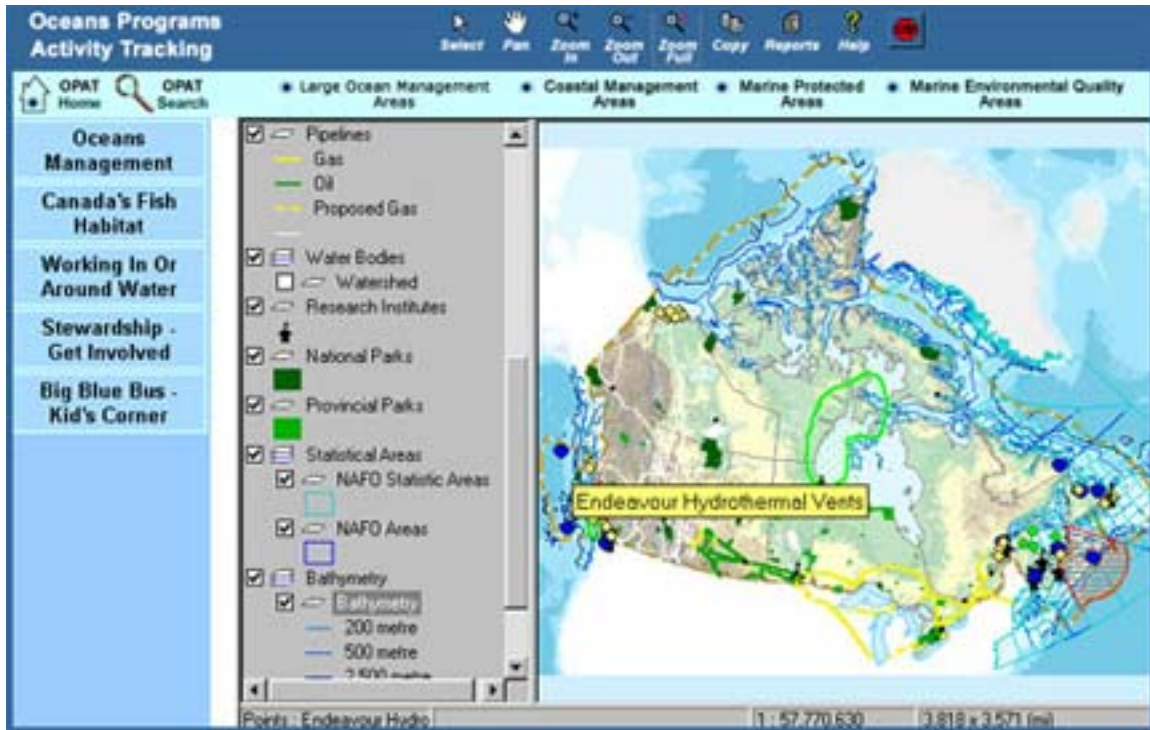 Oceans Programs
Activity Tracking
Select
Pan
Zoom
In
Zoom
Out
Zoom
Full
Copy
Reports
Help
OPAT
Home
OPAT
Search
Large Ocean Management
Areas
Coastal Management
Areas
Marine Protected
Areas
Marine Environmental Quality
Areas
Oceans
Management
Canada's Fish
Habitat
Working In Or
Around Water
Stewardship -
Get Involved
Big Blue Bus -
Kid's Corner
Pipelines
Gas
Oil
Proposed Gas
Water Bodies
Watershed
Research Institutes
National Parks
Provincial Parks
Statistical Areas
NAFO Statistic Areas
NAFO Areas
Bathymetry
Bathymetry
200 metre
500 metre
2,500 metre
Endeavour Hydrothermal Vents
Points : Endeavour Hydro
1 : 57,770,630
3,818 x 3,571 (mi)